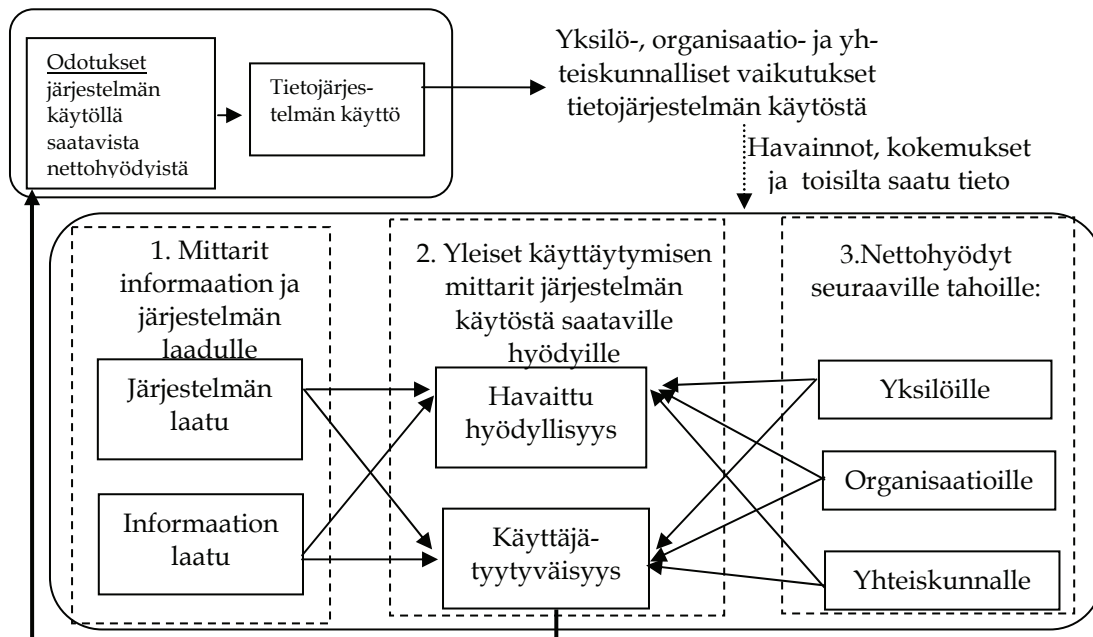 Odotukset
järjestelmän
käytöllä
saatavista
nettohyödyistä
Tietojärjes-
telmän käyttö
Yksilö-, organisaatio- ja yh-
teiskunnalliset vaikutukset
tietojärjestelmän käytöstä
Havainnot, kokemukset
ja toisilta saatu tieto
1. Mittarit
informaation ja
järjestelmän
laadulle
Järjestelmän
laatu
Informaation
laatu
2. Yleiset käyttäytymisen
mittarit järjestelmän
käytöstä saataville
hyödyille
Havaittu
hyödyllisyys
Käyttäjä-
tyytyväisyys
3.Nettohyödyt
seuraaville tahoille:
Yksilöille
Organisaatioille
Yhteiskunnalle